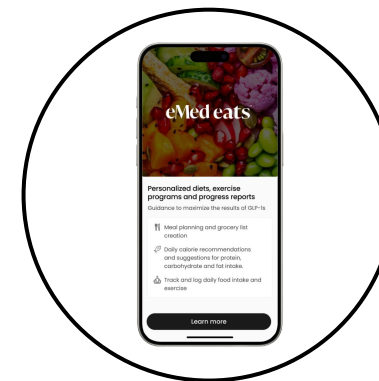 eMed eats
Personalized diets, exercise
programs and progress reports
Guidance to maximize the results of GLP-1s
Meal planning and grocery list
creation
Daily calorie recommendations
and suggestions for protein,
carbohydrate and fat intake.
Track and log daily food intake and
exercise
Learn more